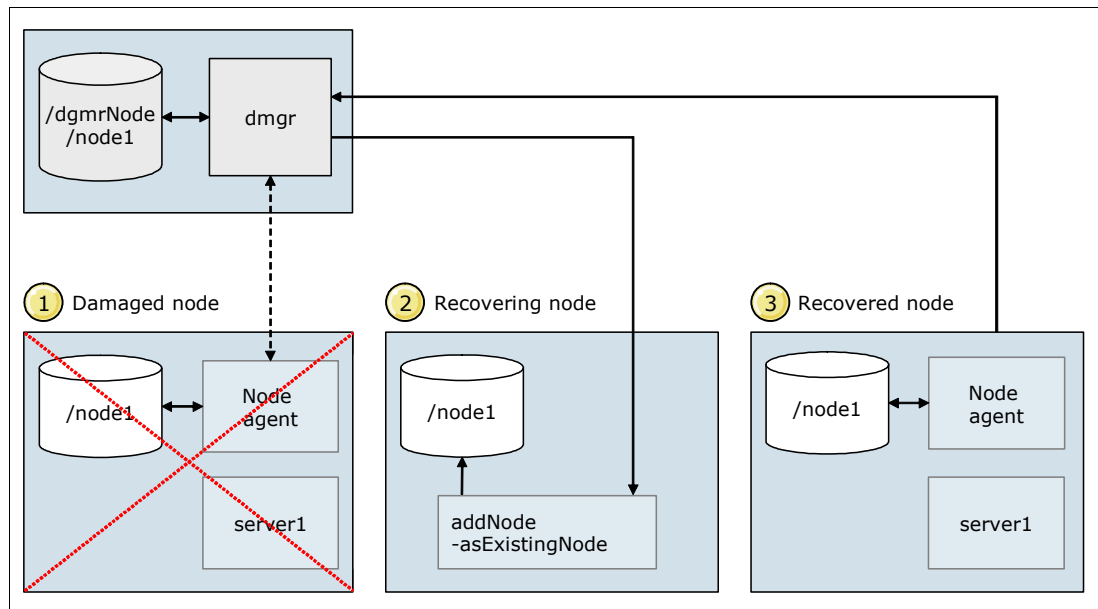 /dgmrNode
/node1
dmgr
1 Damaged node
/node1
Node
agent
server1
2 Recovering node
/node1
addNode
-asExistingNode
3 Recovered node
/node1
Node
agent
server1